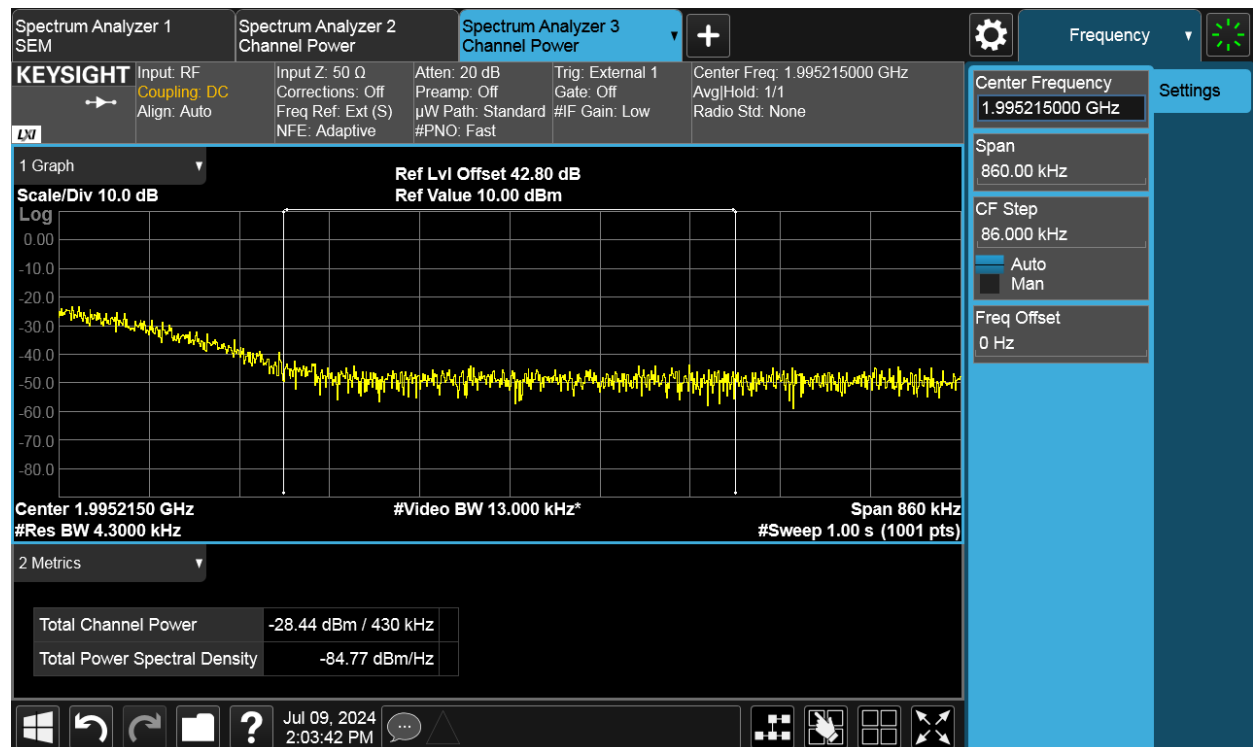 Spectrum Analyzer 1
SEM
Spectrum Analyzer 2
Channel Power
Spectrum Analyzer 3
Channel Power
Frequency
KEYSIGHT
LXI
Input: RF
Coupling: DC
Align: Auto
Input Z: 50 Ω
Corrections: Off
Freq Ref: Ext (S)
NFE: Adaptive
Atten: 20 dB
Preamp: Off
µW Path: Standard
#PNO: Fast
Trig: External 1
Gate: Off
#IF Gain: Low
Center Freq: 1.995215000 GHz
Avg|Hold: 1/1
Radio Std: None
Center Frequency
1.995215000 GHz
Settings
Span
860.00 kHz
CF Step
86.000 kHz
Auto
Man
Freq Offset
0 Hz
1 Graph
Scale/Div 10.0 dB
Ref Lvl Offset 42.80 dB
Ref Value 10.00 dBm
Log
0.00
-10.0
-20.0
-30.0
-40.0
-50.0
-60.0
-70.0
-80.0
Center 1.9952150 GHz
#Video BW 13.000 kHz*
Span 860 kHz
#Res BW 4.3000 kHz
#Sweep 1.00 s (1001 pts)
2 Metrics
Total Channel Power -28.44 dBm / 430 kHz
Total Power Spectral Density -84.77 dBm/Hz
Jul 09, 2024
2:03:42 PM